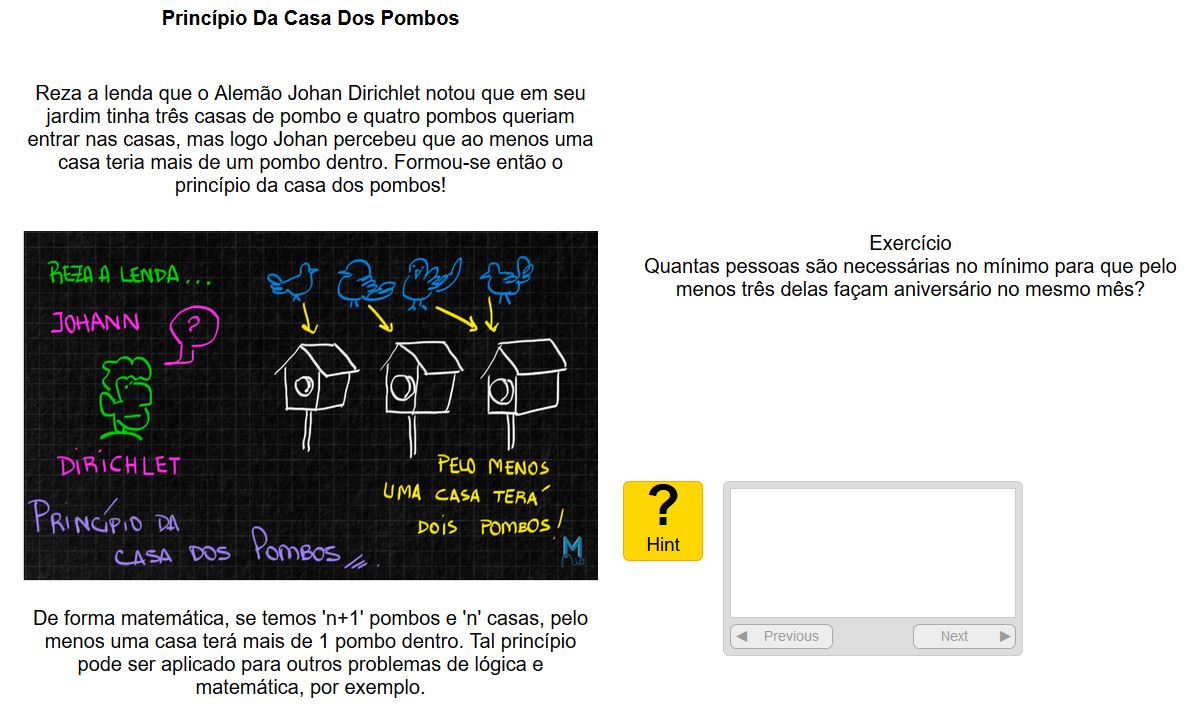 Princípio Da Casa Dos Pombos
Reza a lenda que o Alemão Johan Dirichlet notou que em seu
jardim tinha três casas de pombo e quatro pombos queriam
entrar nas casas, mas logo Johan percebeu que ao menos uma
casa teria mais de um pombo dentro. Formou-se então o
princípio da casa dos pombos!
REZA A LENDA...
JOHANN
?
DIRICHLET
PELO MENOS
UMA CASA TERÁ
DOIS POMBOS!
PRINCÍPIO DA
CASA DOS POMBOS
M
De forma matemática, se temos 'n+1' pombos e 'n' casas, pelo
menos uma casa terá mais de 1 pombo dentro. Tal princípio
pode ser aplicado para outros problemas de lógica e
matemática, por exemplo.
Exercício
Quantas pessoas são necessárias no mínimo para que pelo
menos três delas façam aniversário no mesmo mês?
?
Hint
Previous
Next